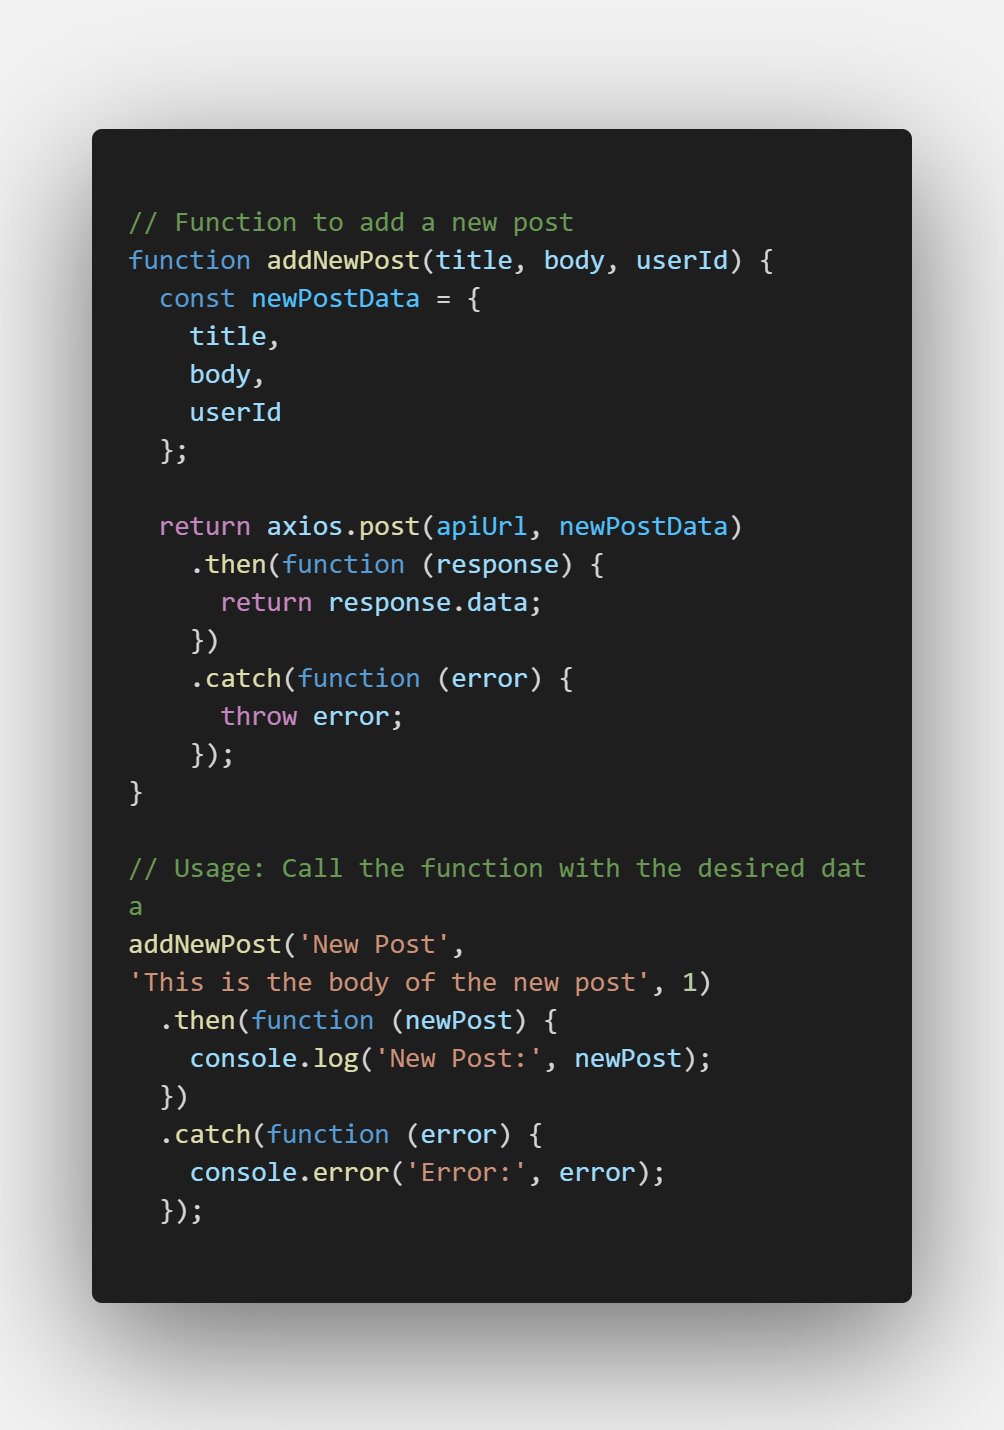 // Function to add a new post
function addNewPost(title, body, userId) {
  const newPostData = {
    title,
    body,
    userId
  };

  return axios.post(apiUrl, newPostData)
    .then(function (response) {
      return response.data;
    })
    .catch(function (error) {
      throw error;
    });
}

// Usage: Call the function with the desired dat
a
addNewPost('New Post',
'This is the body of the new post', 1)
  .then(function (newPost) {
    console.log('New Post:', newPost);
  })
  .catch(function (error) {
    console.error('Error:', error);
  });